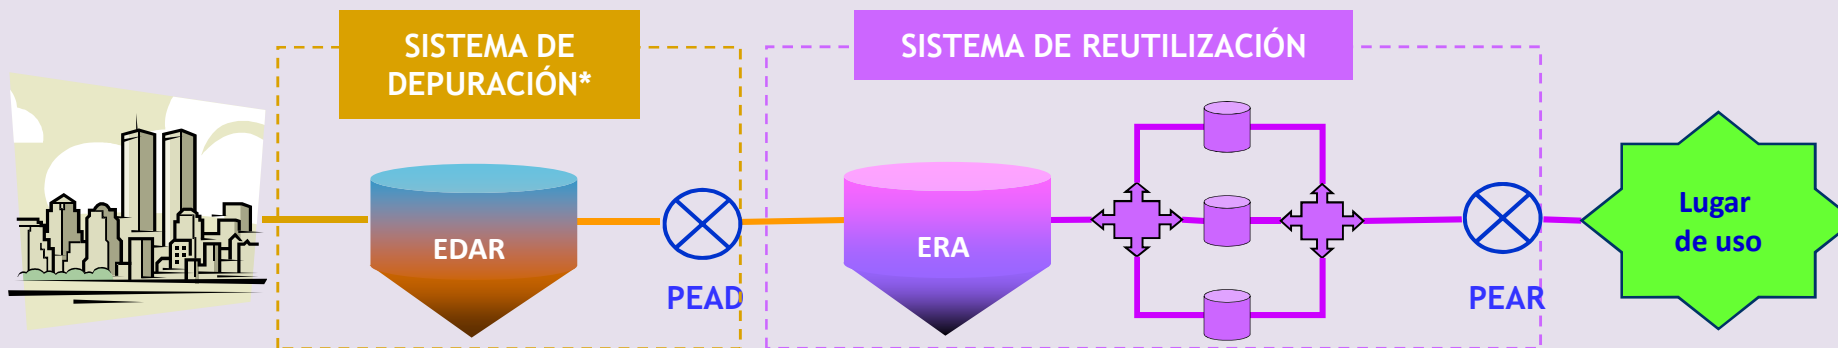 SISTEMA DE
DEPURACIÓN*
SISTEMA DE REUTILIZACIÓN
EDAR
PEAD
ERA
PEAR
Lugar
de uso